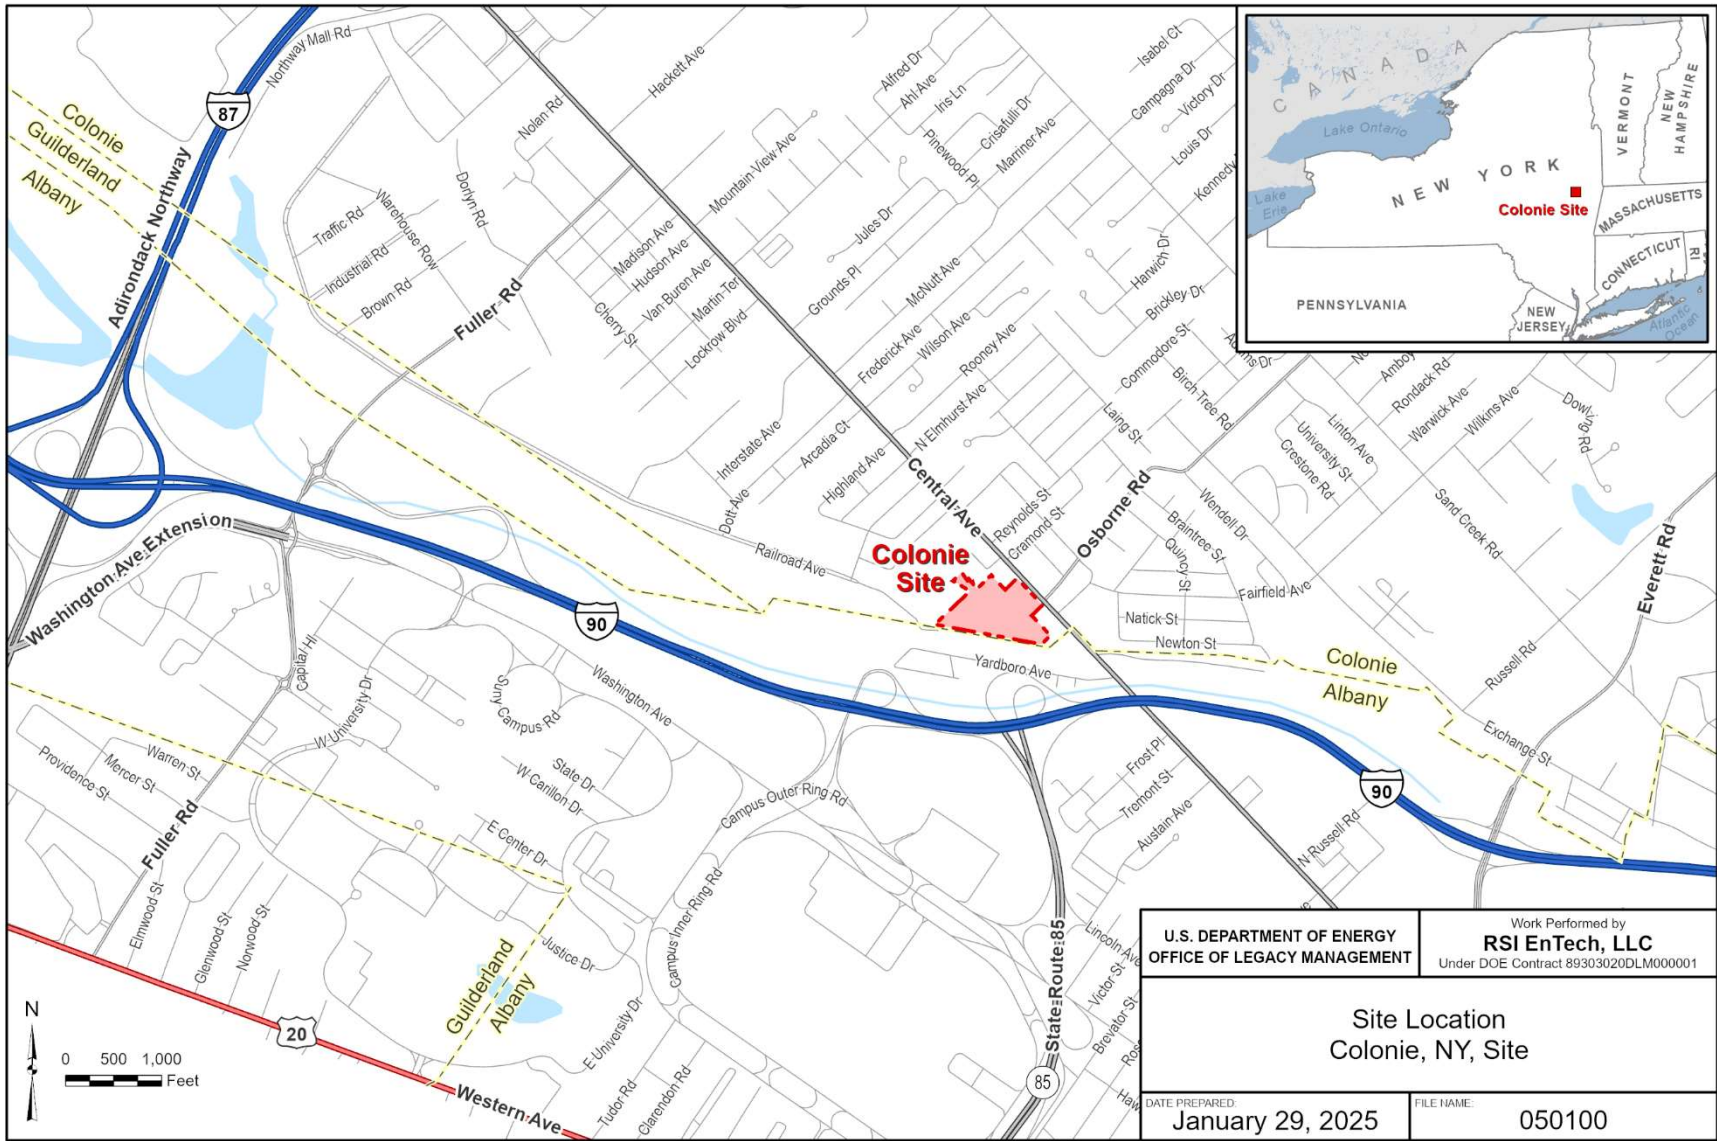 Northway Mall Rd
87
Colonie
Guilderland
Albany
Adirondack Northway
Hackett Ave
Nolan Rd
Alfred Dr
Ahl Ave
Iris Ln
Crisafulli Dr
Pinewood Pl
Marriner Ave
Isabel Ct
Campagna Dr
Victory Dr
Louis Dr
Traffic Rd
Warehouse Row
Industrial Rd
Brown Rd
Dorlyn Rd
Fuller Rd
Mountain View Ave
Madison Ave
Hudson Ave
Van Buren Ave
Martin Ter
Lockrow Blvd
Cherry St
Jules Dr
Grounds Pl
McNutt Ave
Frederick Ave
Wilson Ave
Rooney Ave
Harwich Dr
Brickley Dr
Commodore St
Birch Tree Rd
Laing St
N Elmhurst Ave
Highland Ave
Arcadia Ct
Interstate Ave
Dott Ave
Central Ave
Railroad Ave
Reynolds St
Cramond St
Osborne Rd
Wendell Dr
Braintree St
Quincy St
Fairfield Ave
Natick St
Newton St
Linton Ave
University St
Crestone Rd
Rondack Rd
Warwick Ave
Wilkins Ave
Dowling Rd
Sand Creek Rd
Everett Rd
Russell Rd
Exchange St
Colonie
Site
Yardboro Ave
Colonie
Albany
Washington Ave Extension
90
90
Capital Hl
W University Dr
Suny Campus Rd
Washington Ave
State Dr
W Carillon Dr
E Center Dr
Campus Outer Ring Rd
Campus Inner Ring Rd
Warren St
Mercer St
Providence St
Fuller Rd
Elmwood St
Glenwood St
Norwood St
Justice Dr
E University Dr
Guilderland
Albany
Tudor Rd
Clarendon Rd
Western Ave
20
Frost Pl
Tremont St
Austain Ave
N Russell Rd
State Route 85
85
Lincoln Ave
Victor St
Brevator St
N
0 500 1,000
Feet
CANADA
Lake Ontario
Lake
Erie
NEW YORK
Colonie Site
VERMONT
NEW
HAMPSHIRE
MASSACHUSETTS
CONNECTICUT
RI
PENNSYLVANIA
NEW
JERSEY
Atlantic
Ocean
U.S. DEPARTMENT OF ENERGY
OFFICE OF LEGACY MANAGEMENT
Work Performed by
RSI EnTech, LLC
Under DOE Contract 89303020DLM000001
Site Location
Colonie, NY, Site
DATE PREPARED:
January 29, 2025
FILE NAME:
050100